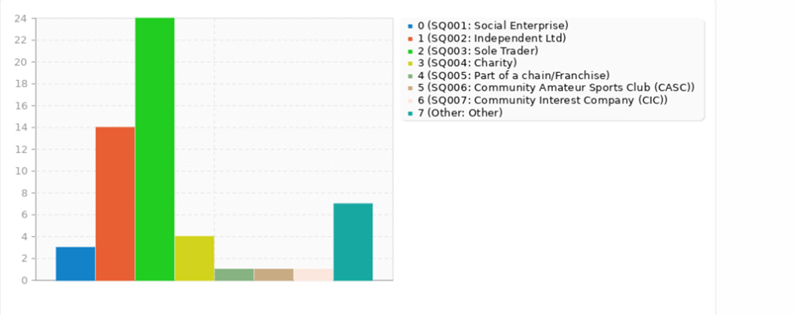 24
22
20
18
16
14
12
10
8
6
4
2
0
0 (SQ001: Social Enterprise)
1 (SQ002: Independent Ltd)
2 (SQ003: Sole Trader)
3 (SQ004: Charity)
4 (SQ005: Part of a chain/Franchise)
5 (SQ006: Community Amateur Sports Club (CASC))
6 (SQ007: Community Interest Company (CIC))
7 (Other: Other)